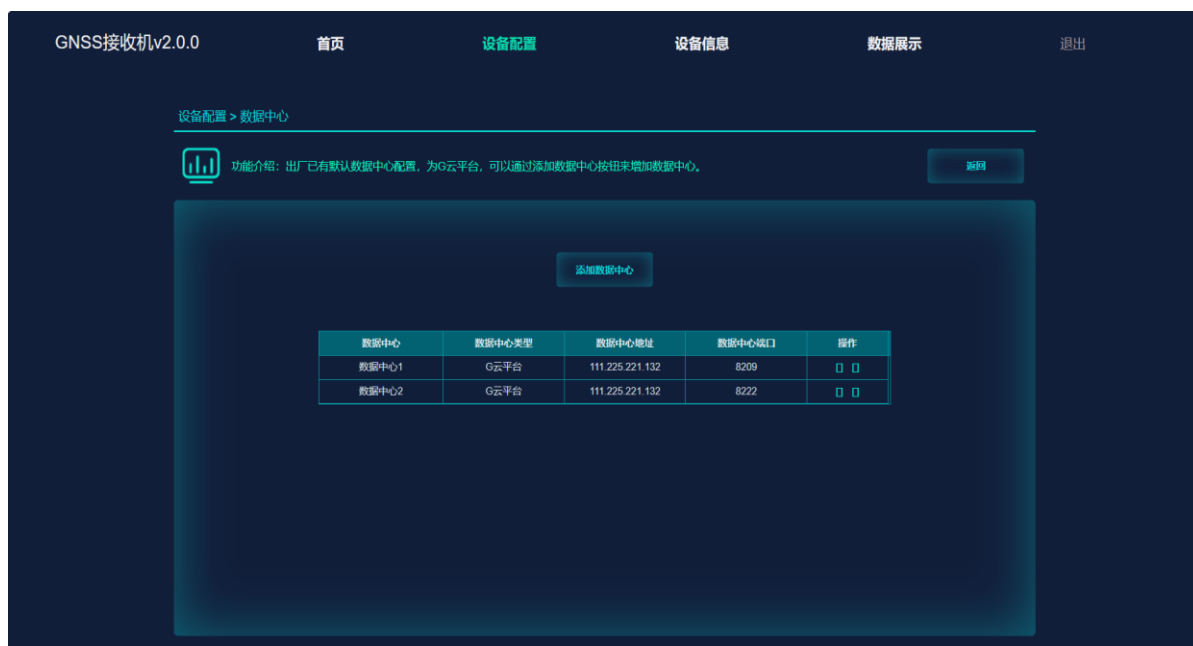 GNSS接收机v2.0.0 首页 设备配置 设备信息 数据展示 退出
设备配置 > 数据中心
功能介绍：出厂已有默认数据中心配置，为G云平台，可以通过添加数据中心按钮来增加数据中心。 返回
添加数据中心
数据中心 数据中心类型 数据中心地址 数据中心端口 操作
数据中心1 G云平台 111.225.221.132 8209
数据中心2 G云平台 111.225.221.132 8222